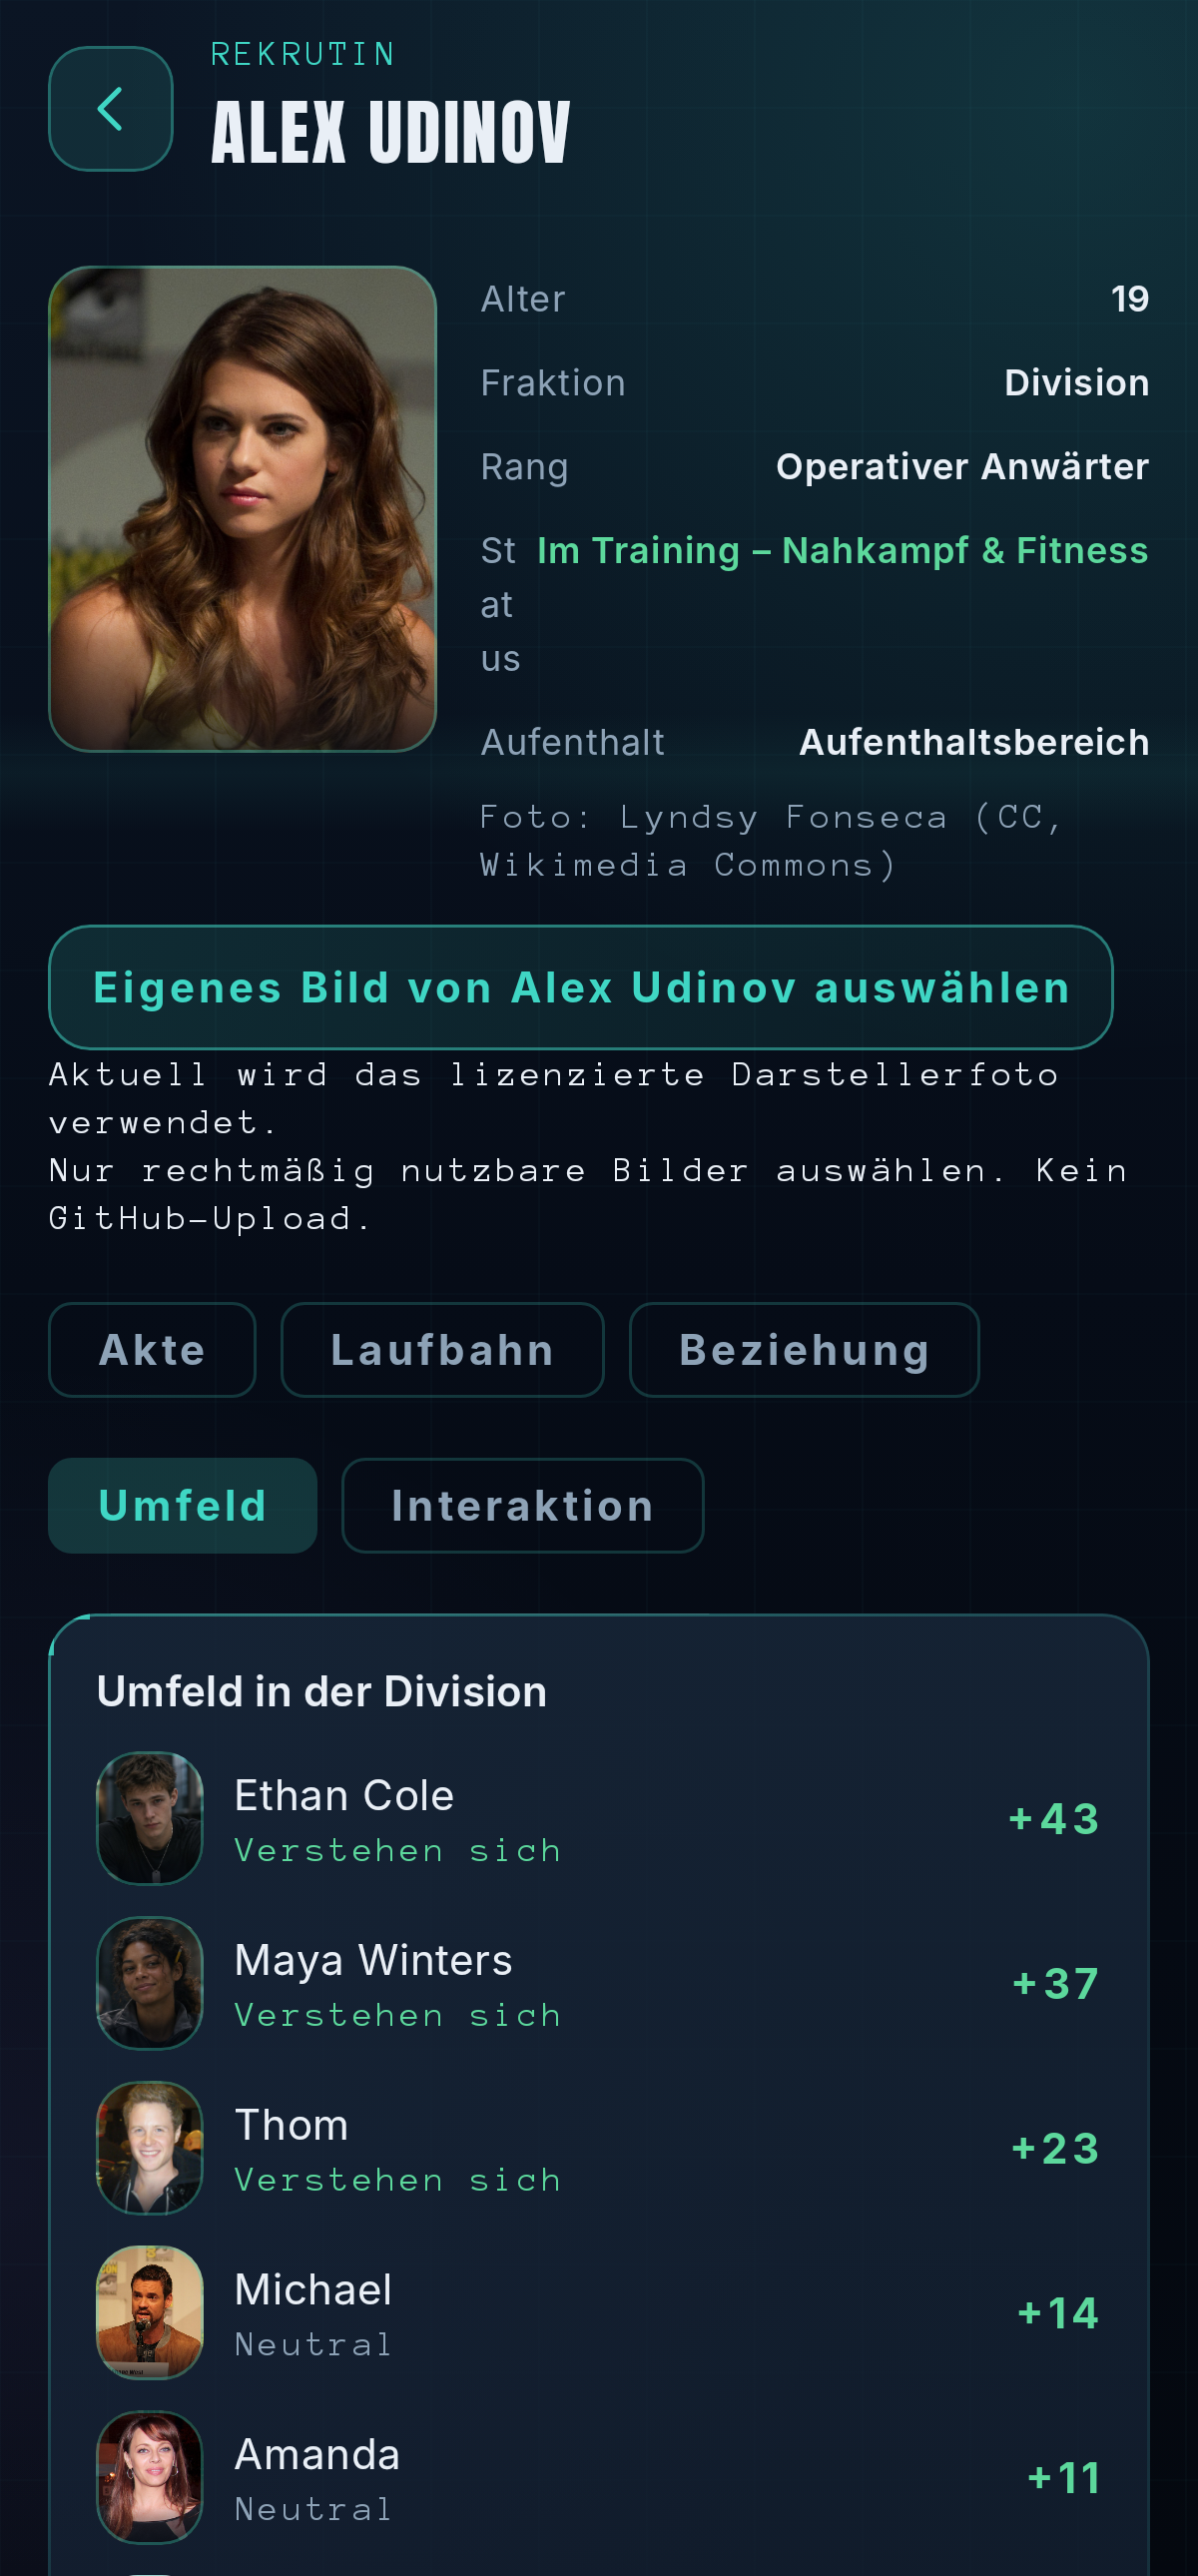 REKRUTIN
ALEX UDINOV
Alter 19
Fraktion Division
Rang Operativer Anwärter
St Im Training – Nahkampf & Fitness
at
us
Aufenthalt Aufenthaltsbereich
Foto: Lyndsy Fonseca (CC,
Wikimedia Commons)
Eigenes Bild von Alex Udinov auswählen
Aktuell wird das lizenzierte Darstellerfoto
verwendet.
Nur rechtmäßig nutzbare Bilder auswählen. Kein
GitHub-Upload.
Akte Laufbahn Beziehung
Umfeld Interaktion
Umfeld in der Division
Ethan Cole
Verstehen sich
+43
Maya Winters
Verstehen sich
+37
Thom
Verstehen sich
+23
Michael
Neutral
+14
Amanda
Neutral
+11